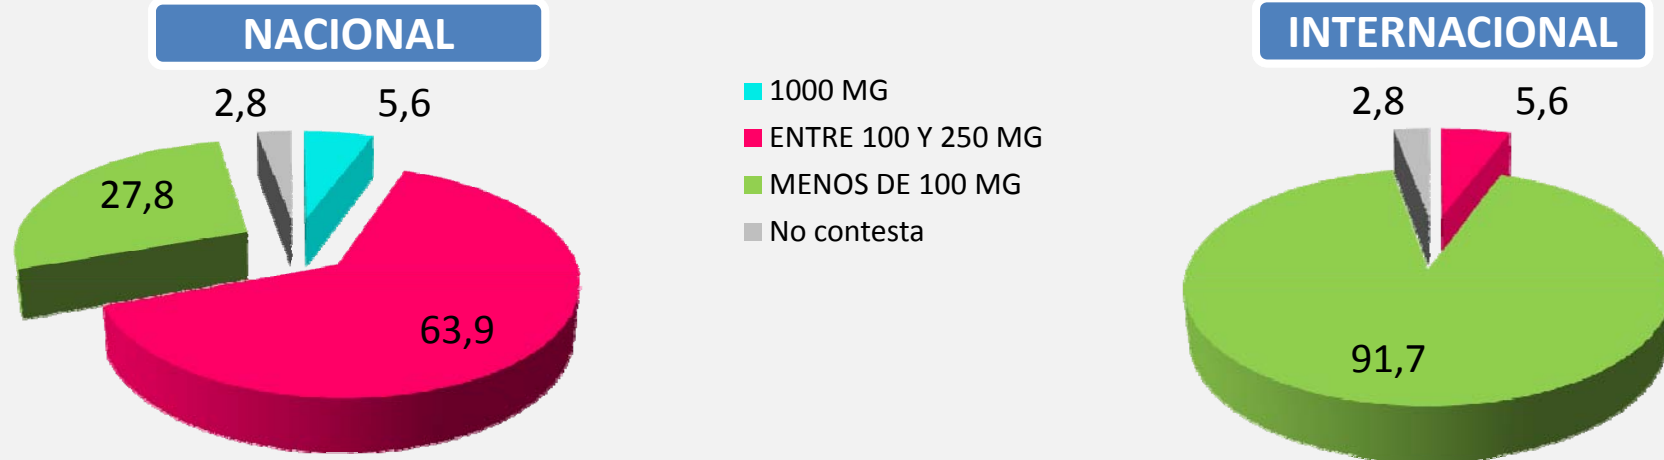 NACIONAL
2,8
5,6
27,8
63,9
1000 MG
ENTRE 100 Y 250 MG
MENOS DE 100 MG
No contesta
INTERNACIONAL
2,8
5,6
91,7